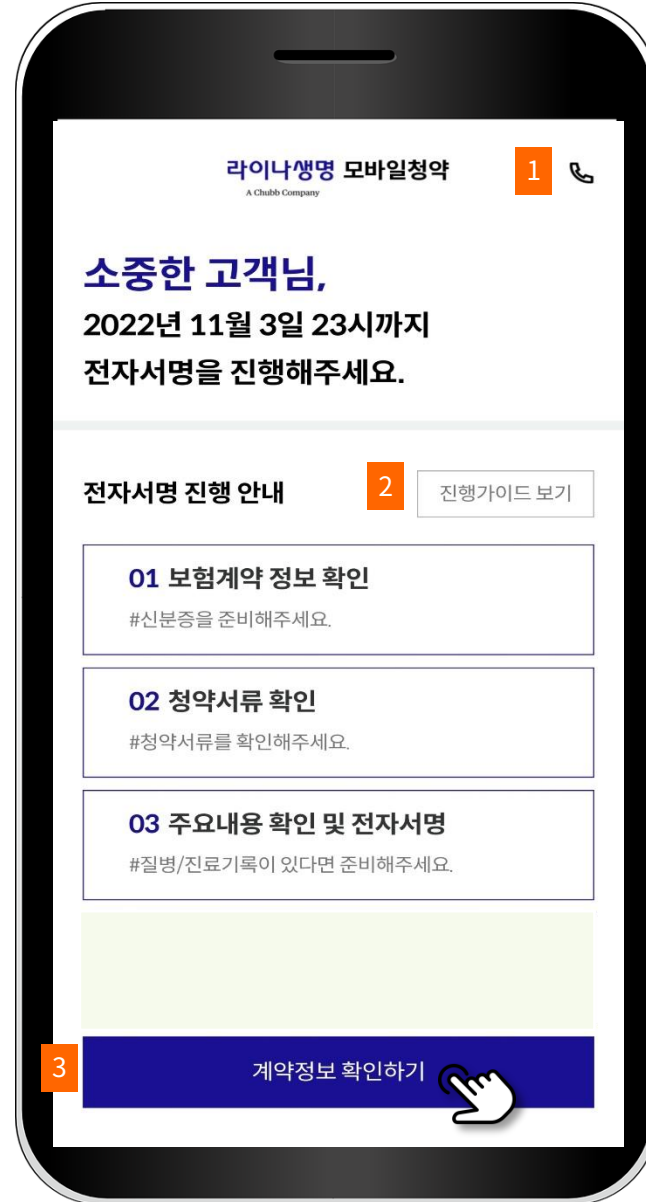 라이나생명 모바일청약 1
A Chubb Company
소중한 고객님,
2022년 11월 3일 23시까지
전자서명을 진행해주세요.
전자서명 진행 안내 2 진행가이드 보기
01 보험계약 정보 확인
#신분증을 준비해주세요.
02 청약서류 확인
#청약서류를 확인해주세요.
03 주요내용 확인 및 전자서명
#질병/진료기록이 있다면 준비해주세요.
3 계약정보 확인하기